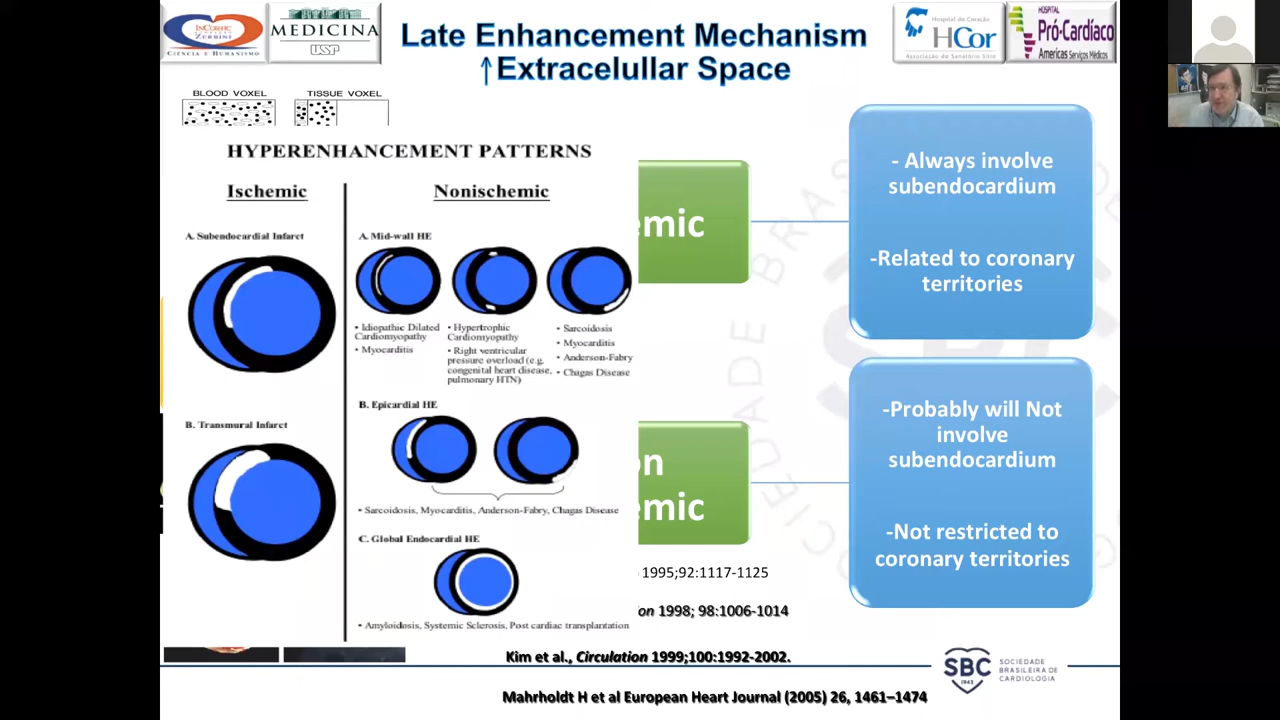 INCORHC
ZERBINI
CIÊNCIA E HUMANISMO
MEDICINA
USP
Late Enhancement Mechanism
↑Extracelullar Space
Hospital do Coração
HCor
Associação do Sanatório Sírio
HOSPITAL
Pró-Cardíaco
Americas Serviços Médicos
BLOOD VOXEL
TISSUE VOXEL
HYPERENHANCEMENT PATTERNS
Ischemic
Nonischemic
A. Subendocardial Infarct
B. Transmural Infarct
A. Mid-wall HE
• Idiopathic Dilated
Cardiomyopathy
• Myocarditis
• Hypertrophic
Cardiomyopathy
• Right ventricular
pressure overload (e.g.
congenital heart disease,
pulmonary HTN)
• Sarcoidosis
• Myocarditis
• Anderson-Fabry
• Chagas Disease
B. Epicardial HE
• Sarcoidosis, Myocarditis, Anderson-Fabry, Chagas Disease
C. Global Endocardial HE
• Amyloidosis, Systemic Sclerosis, Post cardiac transplantation
emic
- Always involve
subendocardium
-Related to coronary
territories
on
emic
-Probably will Not
involve
subendocardium
-Not restricted to
coronary territories
1995;92:1117-1125
on 1998; 98:1006-1014
Kim et al., Circulation 1999;100:1992-2002.
Mahrholdt H et al European Heart Journal (2005) 26, 1461–1474
SBC
1943
SOCIEDADE
BRASILEIRA DE
CARDIOLOGIA